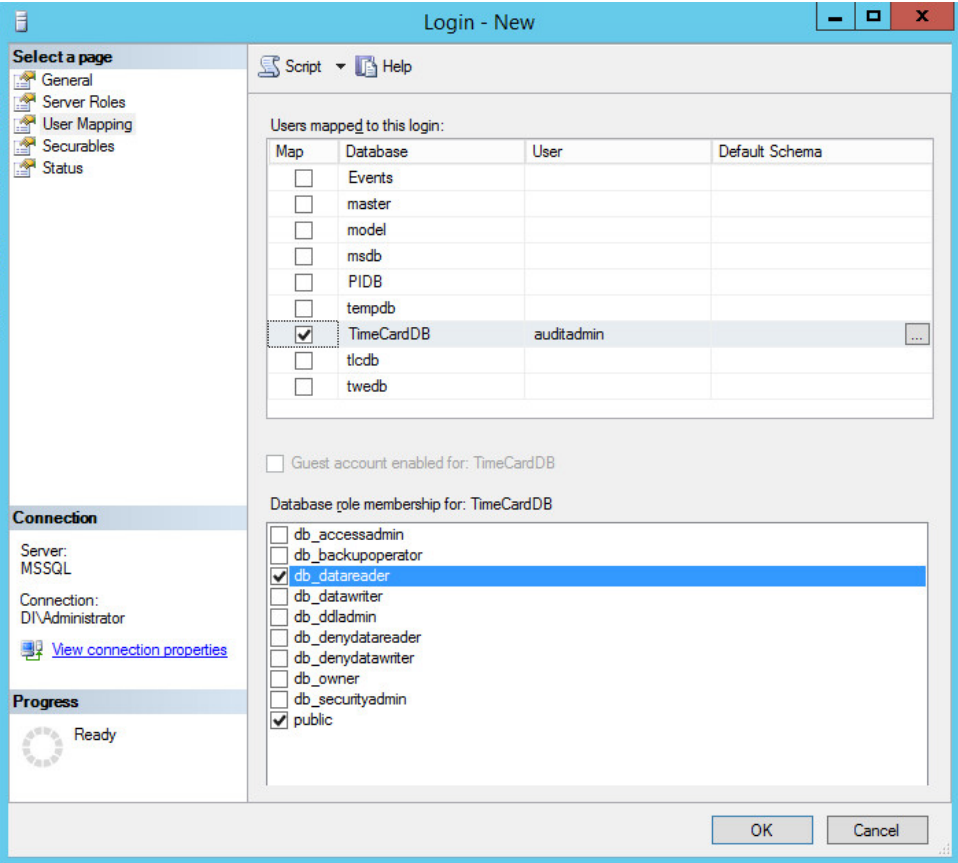 Login - New
Select a page
General
Server Roles
User Mapping
Securables
Status
Script Help
Users mapped to this login:
Map Database User Default Schema
Events
master
model
msdb
PIDB
tempdb
TimeCardDB auditadmin ...
tlcdb
twedb
Guest account enabled for: TimeCardDB
Database role membership for: TimeCardDB
db_accessadmin
db_backupoperator
db_datareader
db_datawriter
db_ddladmin
db_denydatareader
db_denydatawriter
db_owner
db_securityadmin
public
Connection
Server:
MSSQL
Connection:
DI\Administrator
View connection properties
Progress
Ready
OK Cancel